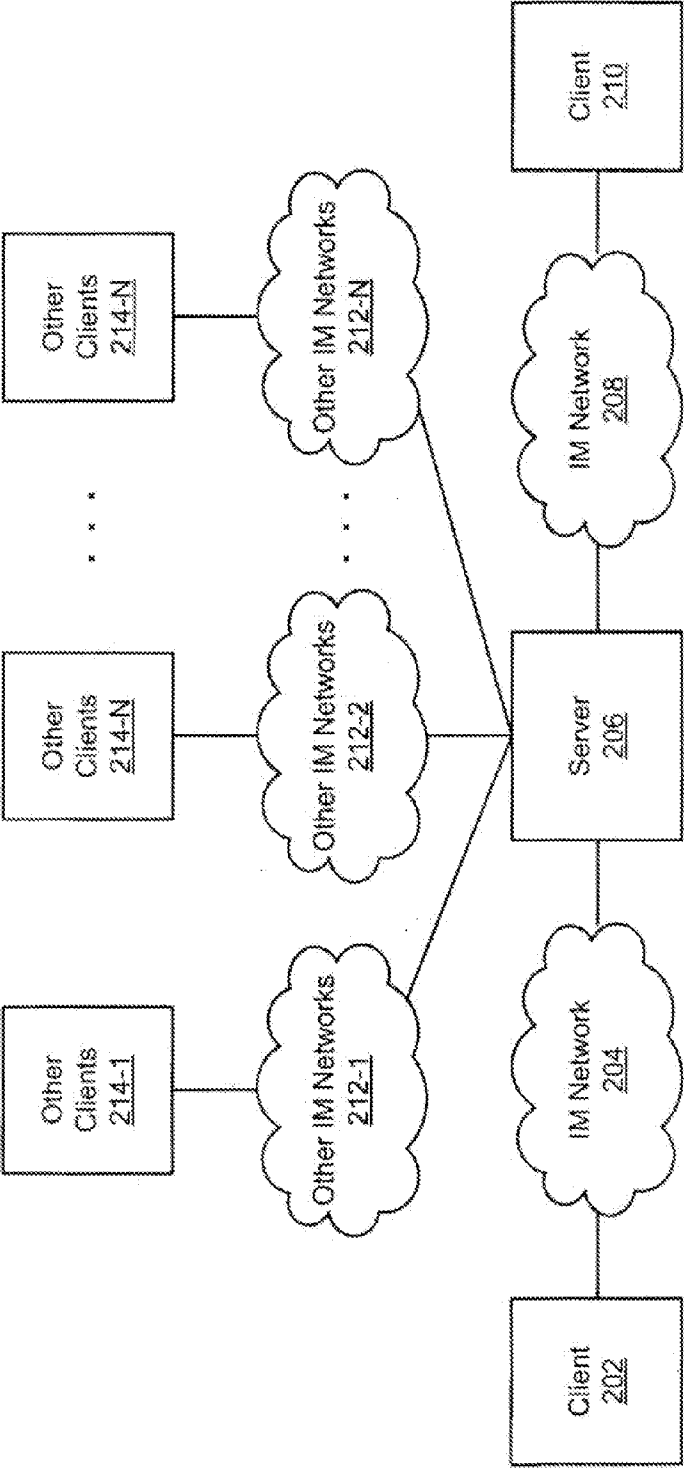 Other
Clients
214-1
Other
Clients
214-N
Other
Clients
214-N
Other IM Networks
212-1
Other IM Networks
212-2
Other IM Networks
212-N
Client
202
IM Network
204
Server
206
IM Network
208
Client
210